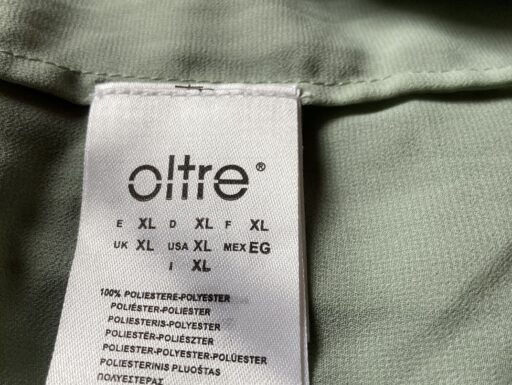 oltre®
E XL D XL F XL
UK XL USA XL MEX EG
I XL
100% POLIESTERE-POLYESTER
POLIÉSTER-POLIESTER
POLIESTERIS-POLYESTER
POLIESTER-POLIÉSZTER
POLIESTER-POLYESTER-POLÜESTER
POLIESTERINIS PLUOŠTAS
ΠΟΛΥΕΣΤΕΡΑΣ